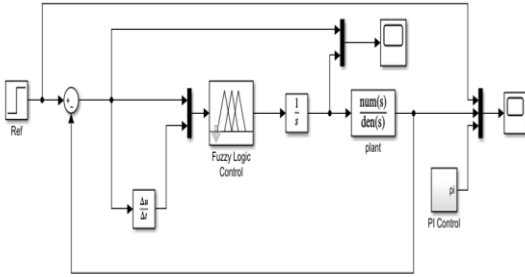 Ref
+
-
Δu
Δt
Fuzzy Logic
Control
1
s
num(s)
den(s)
plant
pi
PI Control